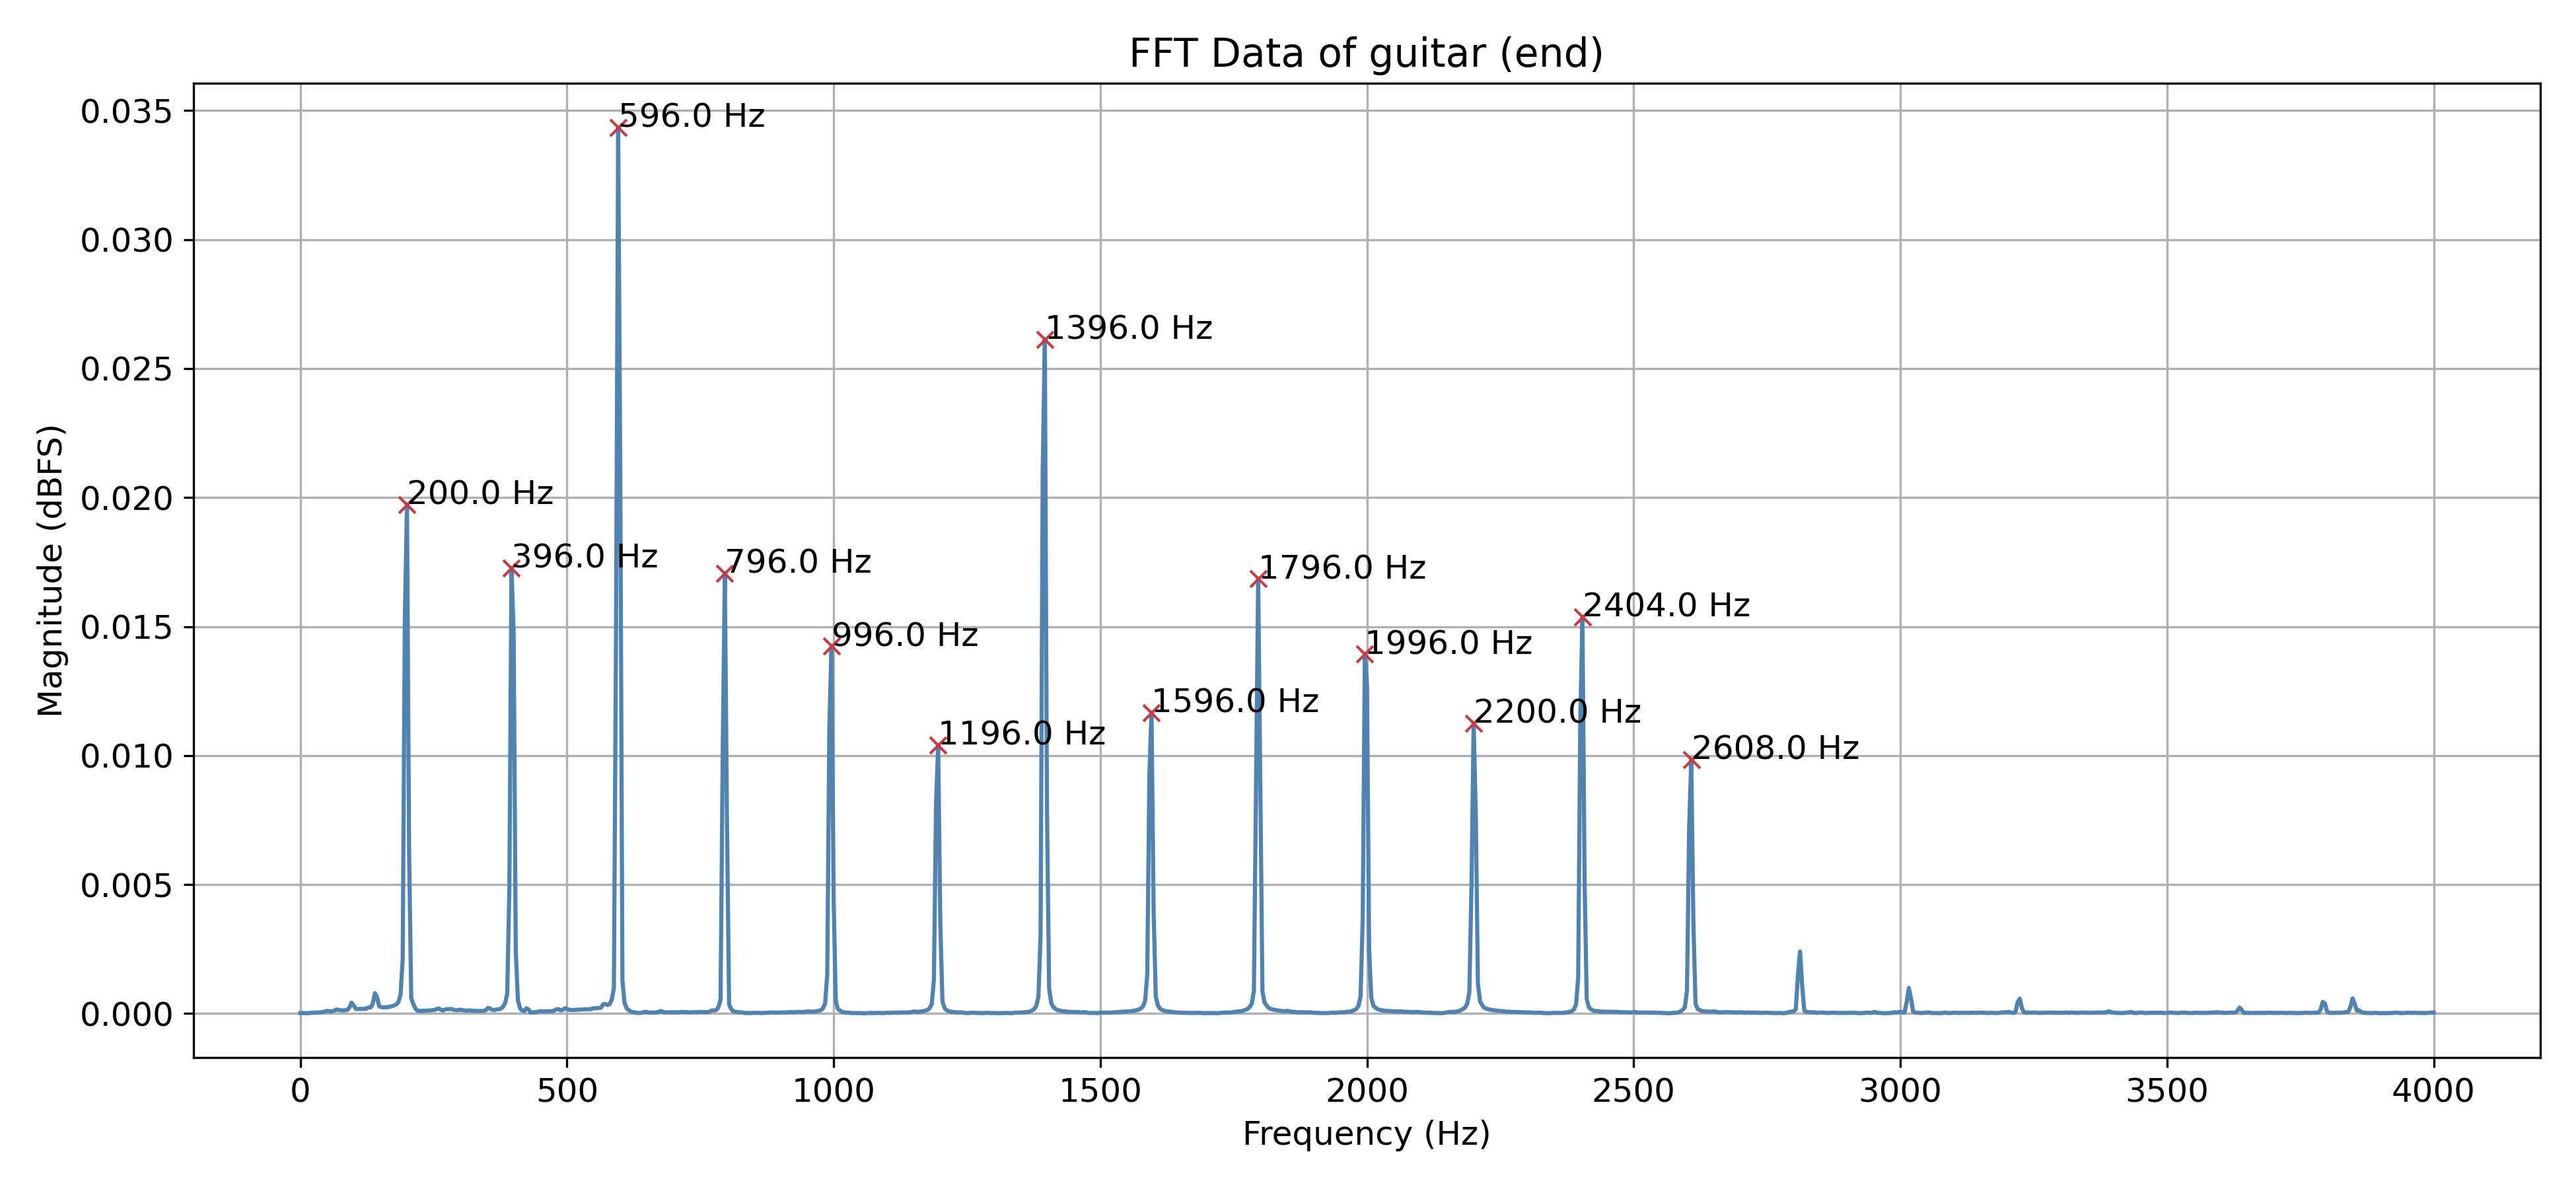 FFT Data of guitar (end)
Magnitude (dBFS)
0.035
0.030
0.025
0.020
0.015
0.010
0.005
0.000
200.0 Hz
396.0 Hz
596.0 Hz
796.0 Hz
996.0 Hz
1196.0 Hz
1396.0 Hz
1596.0 Hz
1796.0 Hz
1996.0 Hz
2200.0 Hz
2404.0 Hz
2608.0 Hz
0 500 1000 1500 2000 2500 3000 3500 4000
Frequency (Hz)